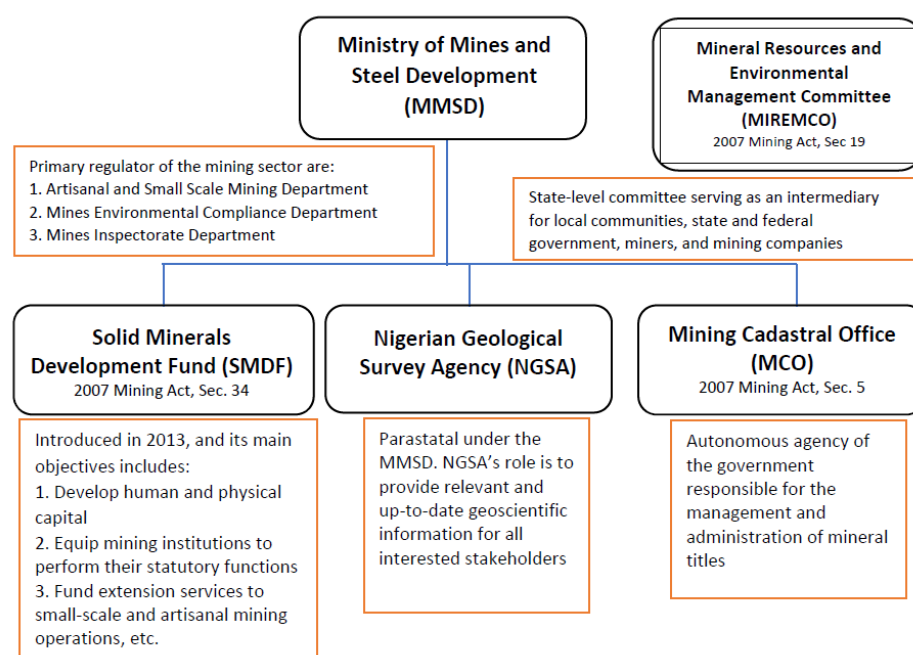 Ministry of Mines and
Steel Development
(MMSD)
Mineral Resources and
Environmental
Management Committee
(MIREMCO)
2007 Mining Act, Sec 19
Primary regulator of the mining sector are:
1. Artisanal and Small Scale Mining Department
2. Mines Environmental Compliance Department
3. Mines Inspectorate Department
State-level committee serving as an intermediary
for local communities, state and federal
government, miners, and mining companies
Solid Minerals
Development Fund (SMDF)
2007 Mining Act, Sec. 34
Nigerian Geological
Survey Agency (NGSA)
Mining Cadastral Office
(MCO)
2007 Mining Act, Sec. 5
Introduced in 2013, and its main
objectives includes:
1. Develop human and physical
capital
2. Equip mining institutions to
perform their statutory functions
3. Fund extension services to
small-scale and artisanal mining
operations, etc.
Parastatal under the
MMSD. NGSA’s role is to
provide relevant and
up-to-date geoscientific
information for all
interested stakeholders
Autonomous agency of
the government
responsible for the
management and
administration of mineral
titles